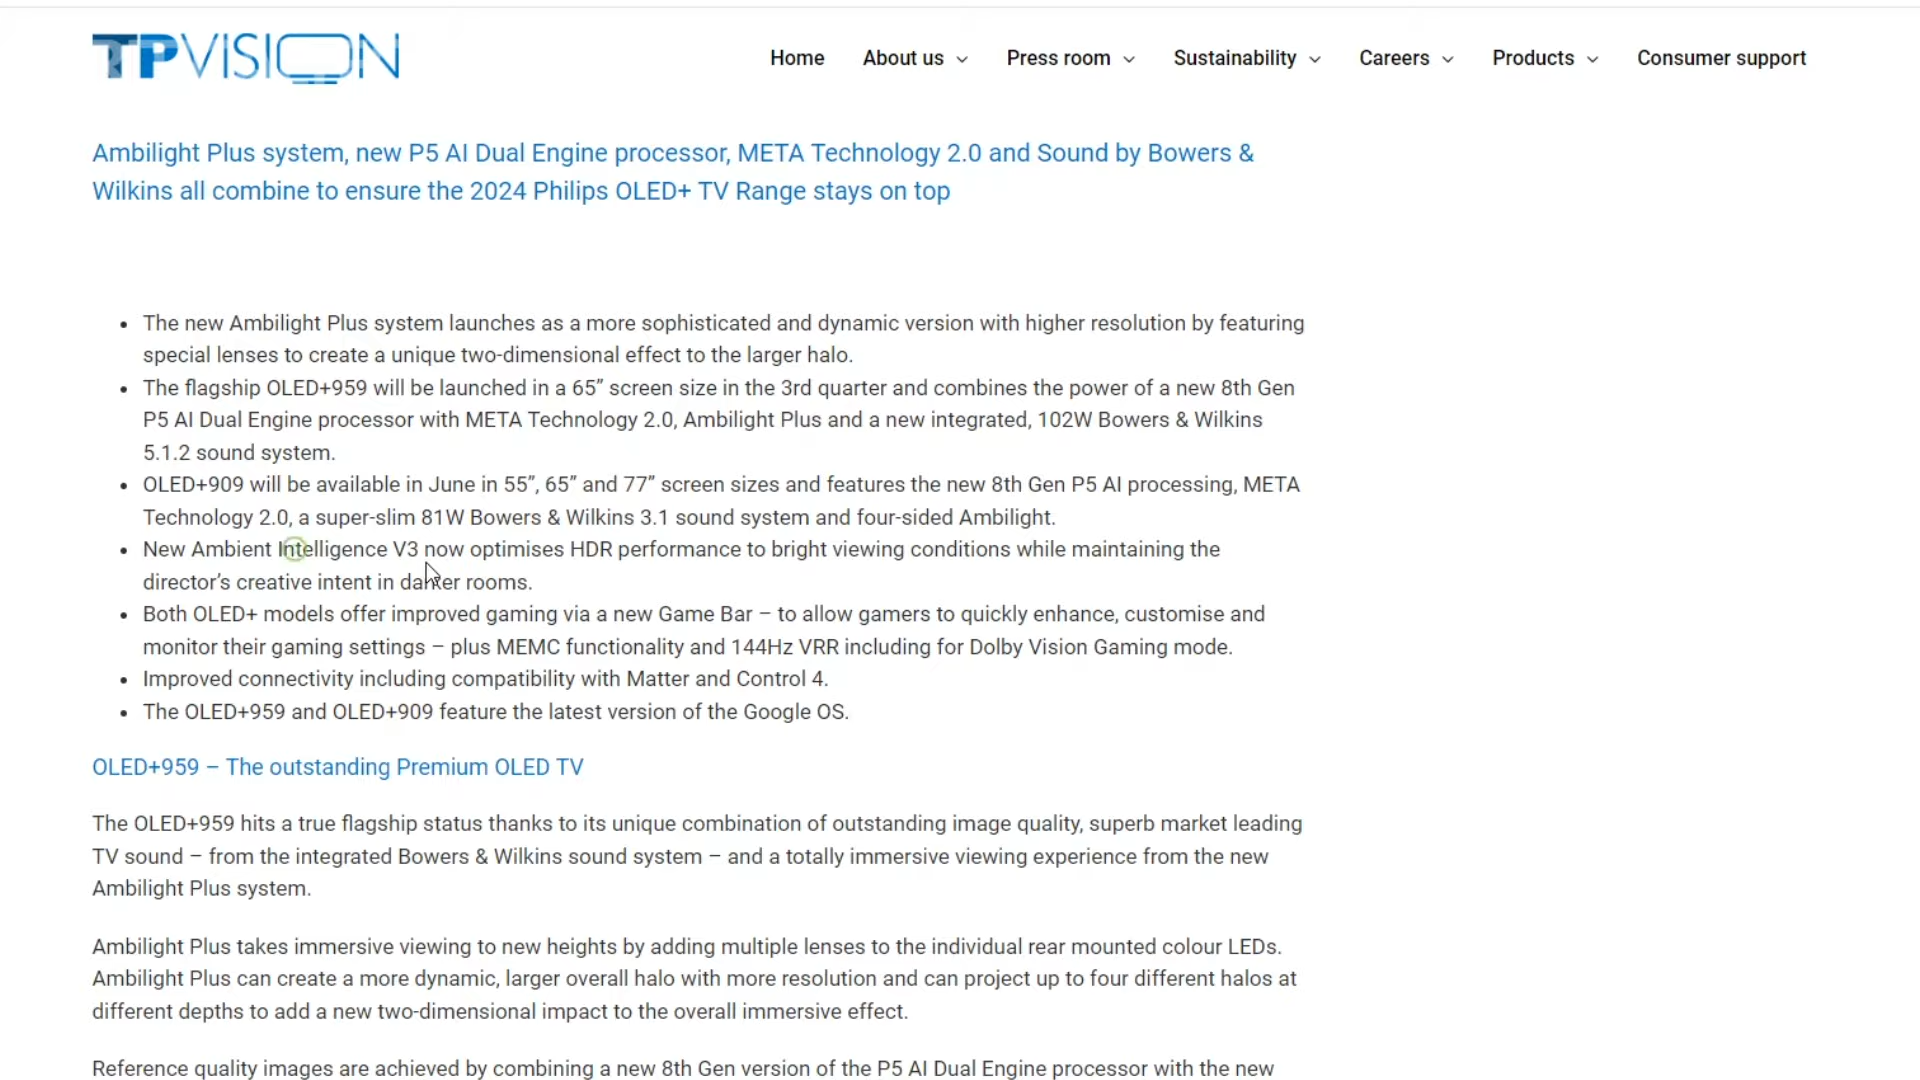 TPVISION
Home About us Press room Sustainability Careers Products Consumer support
Ambilight Plus system, new P5 AI Dual Engine processor, META Technology 2.0 and Sound by Bowers &
Wilkins all combine to ensure the 2024 Philips OLED+ TV Range stays on top
• The new Ambilight Plus system launches as a more sophisticated and dynamic version with higher resolution by featuring
special lenses to create a unique two-dimensional effect to the larger halo.
• The flagship OLED+959 will be launched in a 65” screen size in the 3rd quarter and combines the power of a new 8th Gen
P5 AI Dual Engine processor with META Technology 2.0, Ambilight Plus and a new integrated, 102W Bowers & Wilkins
5.1.2 sound system.
• OLED+909 will be available in June in 55”, 65” and 77” screen sizes and features the new 8th Gen P5 AI processing, META
Technology 2.0, a super-slim 81W Bowers & Wilkins 3.1 sound system and four-sided Ambilight.
• New Ambient Intelligence V3 now optimises HDR performance to bright viewing conditions while maintaining the
director’s creative intent in darker rooms.
• Both OLED+ models offer improved gaming via a new Game Bar – to allow gamers to quickly enhance, customise and
monitor their gaming settings – plus MEMC functionality and 144Hz VRR including for Dolby Vision Gaming mode.
• Improved connectivity including compatibility with Matter and Control 4.
• The OLED+959 and OLED+909 feature the latest version of the Google OS.
OLED+959 – The outstanding Premium OLED TV
The OLED+959 hits a true flagship status thanks to its unique combination of outstanding image quality, superb market leading
TV sound – from the integrated Bowers & Wilkins sound system – and a totally immersive viewing experience from the new
Ambilight Plus system.
Ambilight Plus takes immersive viewing to new heights by adding multiple lenses to the individual rear mounted colour LEDs.
Ambilight Plus can create a more dynamic, larger overall halo with more resolution and can project up to four different halos at
different depths to add a new two-dimensional impact to the overall immersive effect.
Reference quality images are achieved by combining a new 8th Gen version of the P5 AI Dual Engine processor with the new